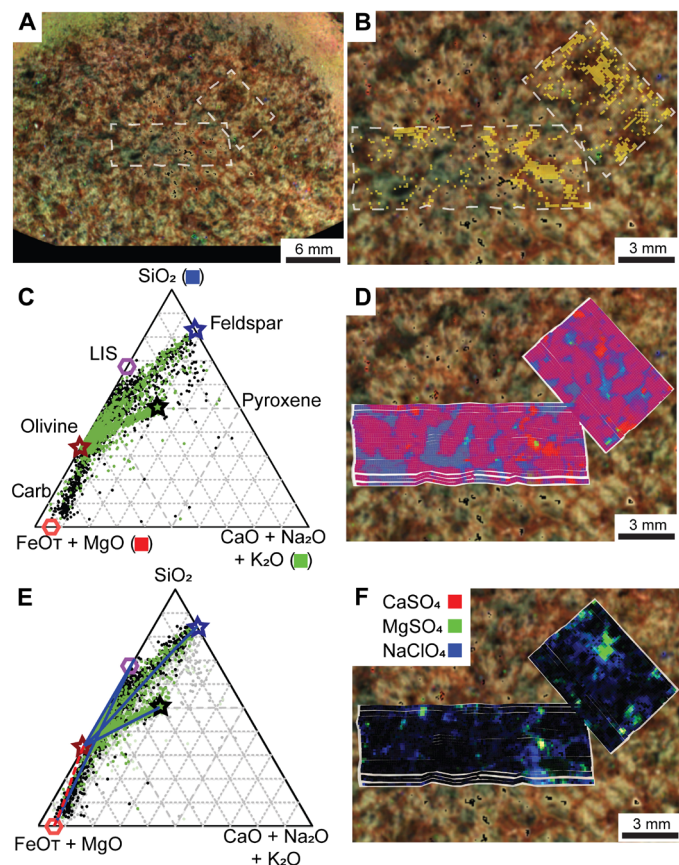 A
6 mm
B
3 mm
C
SiO₂ (■)
Feldspar
LIS
Pyroxene
Olivine
Carb
FeOT + MgO (■)
CaO + Na₂O
+ K₂O (■)
D
3 mm
E
SiO₂
FeOT + MgO
CaO + Na₂O
+ K₂O
F
CaSO₄
MgSO₄
NaClO₄
3 mm